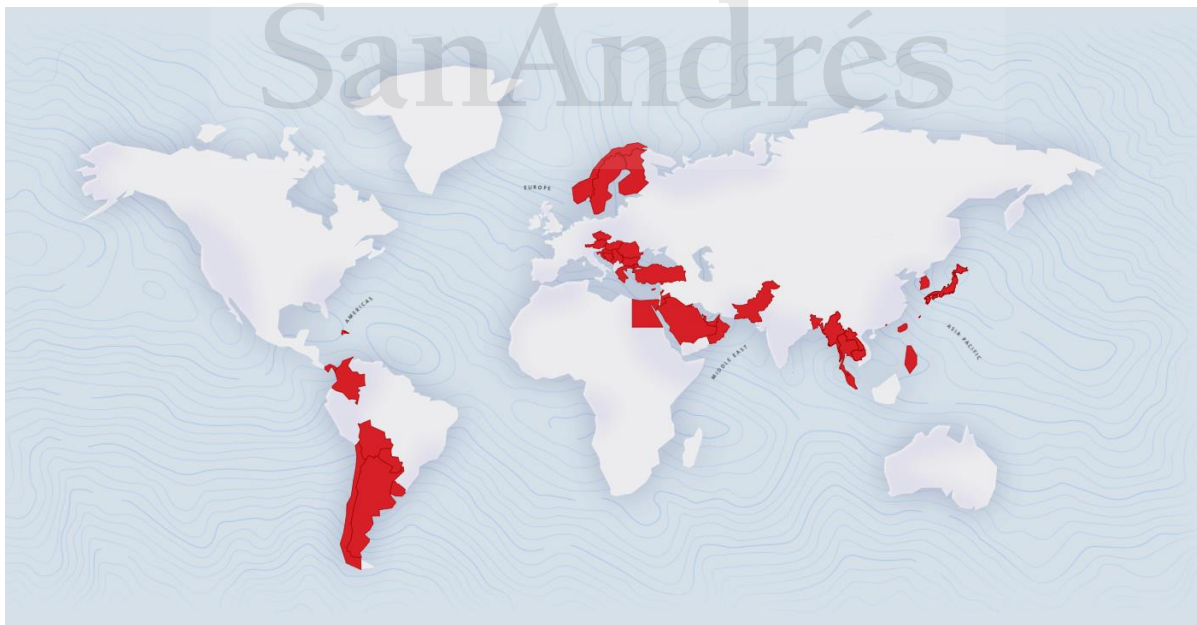 SanAndrés
EUROPE
AMERICAS
ASIA PACIFIC
MIDDLE EAST